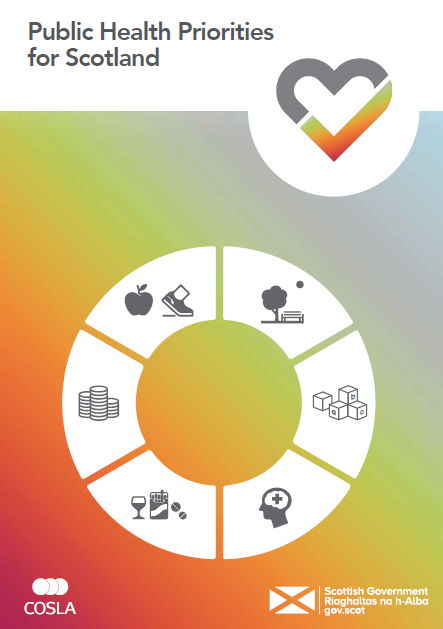 Public Health Priorities
for Scotland
COSLA
Scottish Government
Riaghaltas na h-Alba
gov.scot